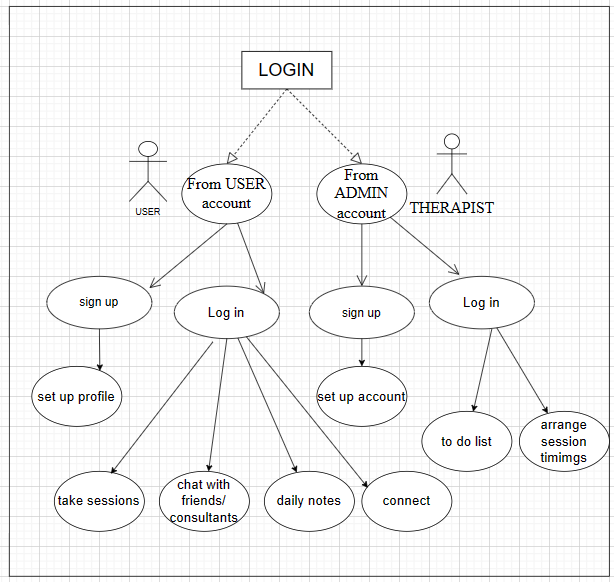 LOGIN
USER
From USER
account
From
ADMIN
account
THERAPIST
sign up
Log in
sign up
Log in
set up profile
set up account
to do list
arrange
session
timimgs
take sessions
chat with
friends/
consultants
daily notes
connect